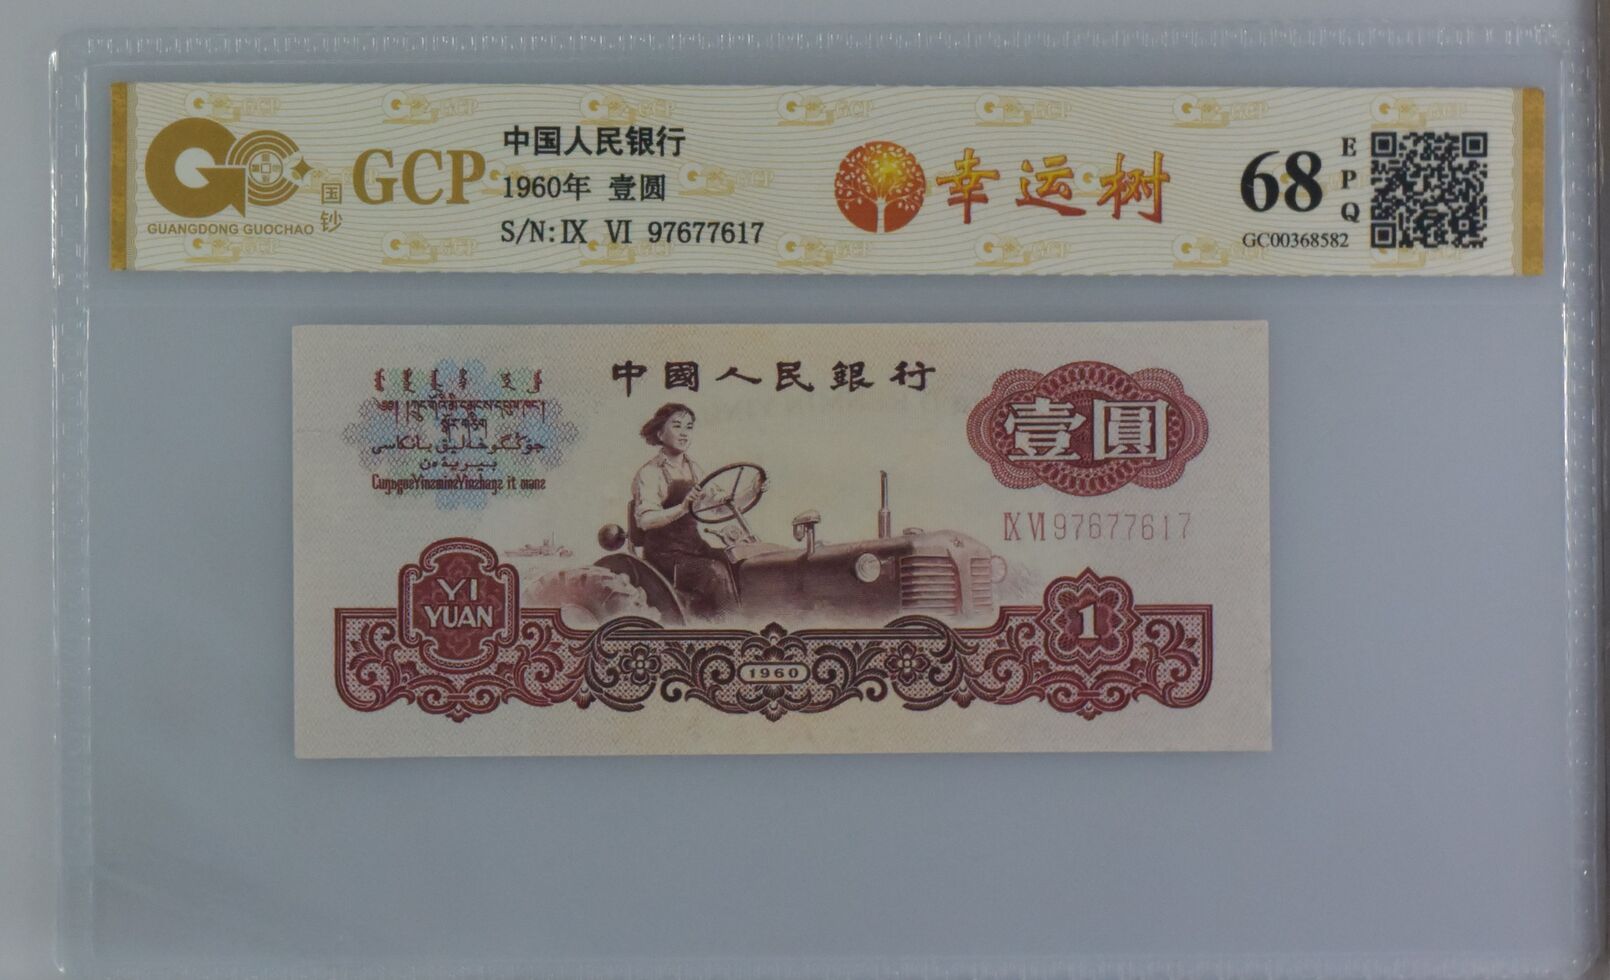 GCP
国钞
GUANGDONG GUOCHAO
中国人民银行
1960年 壹圆
S/N: IX VI 97677617
幸运树
68
EPQ
GC00368582
中國人民銀行
壹圓
IX VI 97677617
YI
YUAN
1
1960